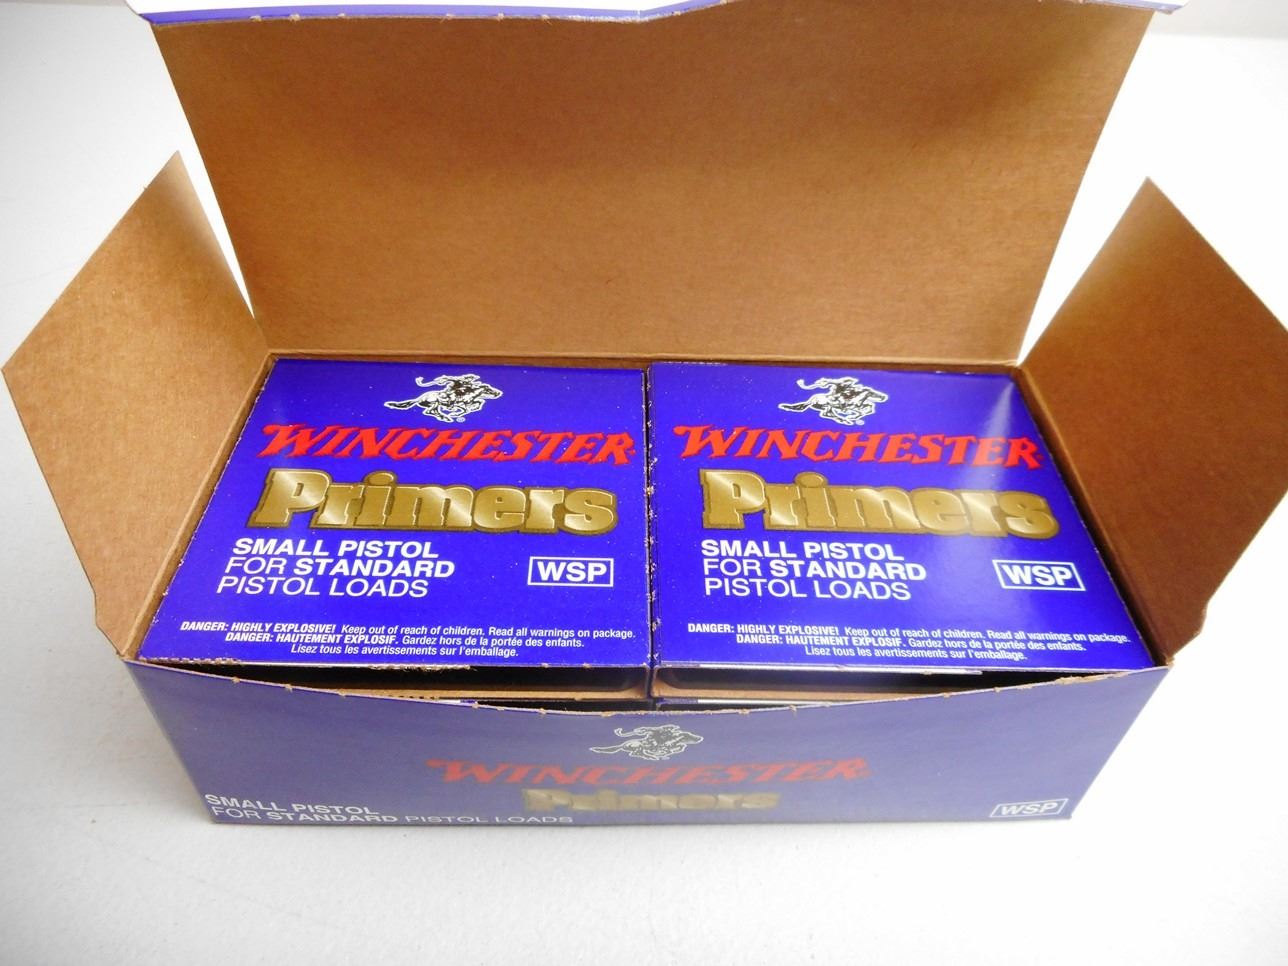 WINCHESTER
Primers
SMALL PISTOL
FOR STANDARD
PISTOL LOADS
WSP
DANGER: HIGHLY EXPLOSIVE! Keep out of reach of children. Read all warnings on package.
DANGER: HAUTEMENT EXPLOSIF. Gardez hors de la portée des enfants.
Lisez tous les avertissements sur l'emballage.
WINCHESTER
Primers
SMALL PISTOL
FOR STANDARD
PISTOL LOADS
WSP
DANGER: HIGHLY EXPLOSIVE! Keep out of reach of children. Read all warnings on package.
DANGER: HAUTEMENT EXPLOSIF. Gardez hors de la portée des enfants.
Lisez tous les avertissements sur l'emballage.
WINCHESTER
Primers
SMALL PISTOL
FOR STANDARD PISTOL LOADS
WSP